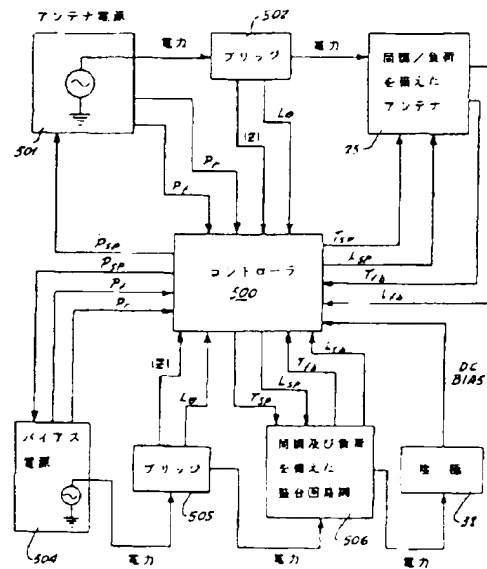 アンテナ電源
502
電力
ブリッジ
電力
同調/負荷
を備えた
アンテナ
501
25
|Z|
L⊖
Pr
Pf
PSP
PSP
Pf
Pr
コントローラ
500
TSP
LSP
Tfb
Lfb
DC
BIAS
|Z|
L⊖
TSP
LSP
Tfb
Lfb
バイアス
電源
504
ブリッジ
505
同調及び負荷
を備えた
整合回路網
506
陰極
電力
電力
電力